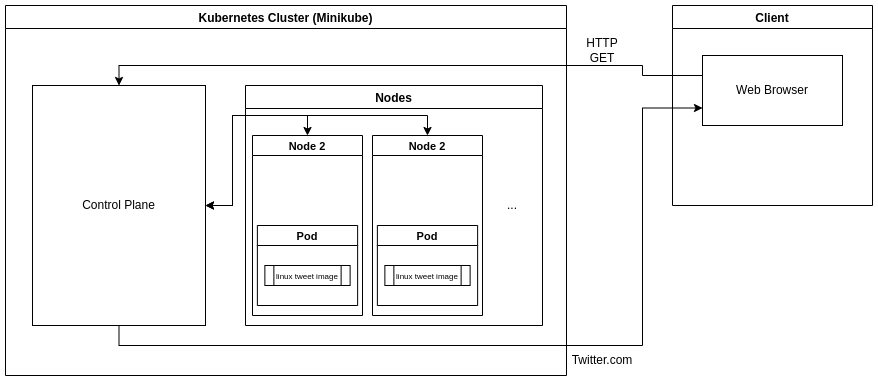 Kubernetes Cluster (Minikube)
Client
HTTP
GET
Web Browser
Nodes
Node 2
Node 2
Control Plane
...
Pod
Pod
linux tweet image
linux tweet image
Twitter.com